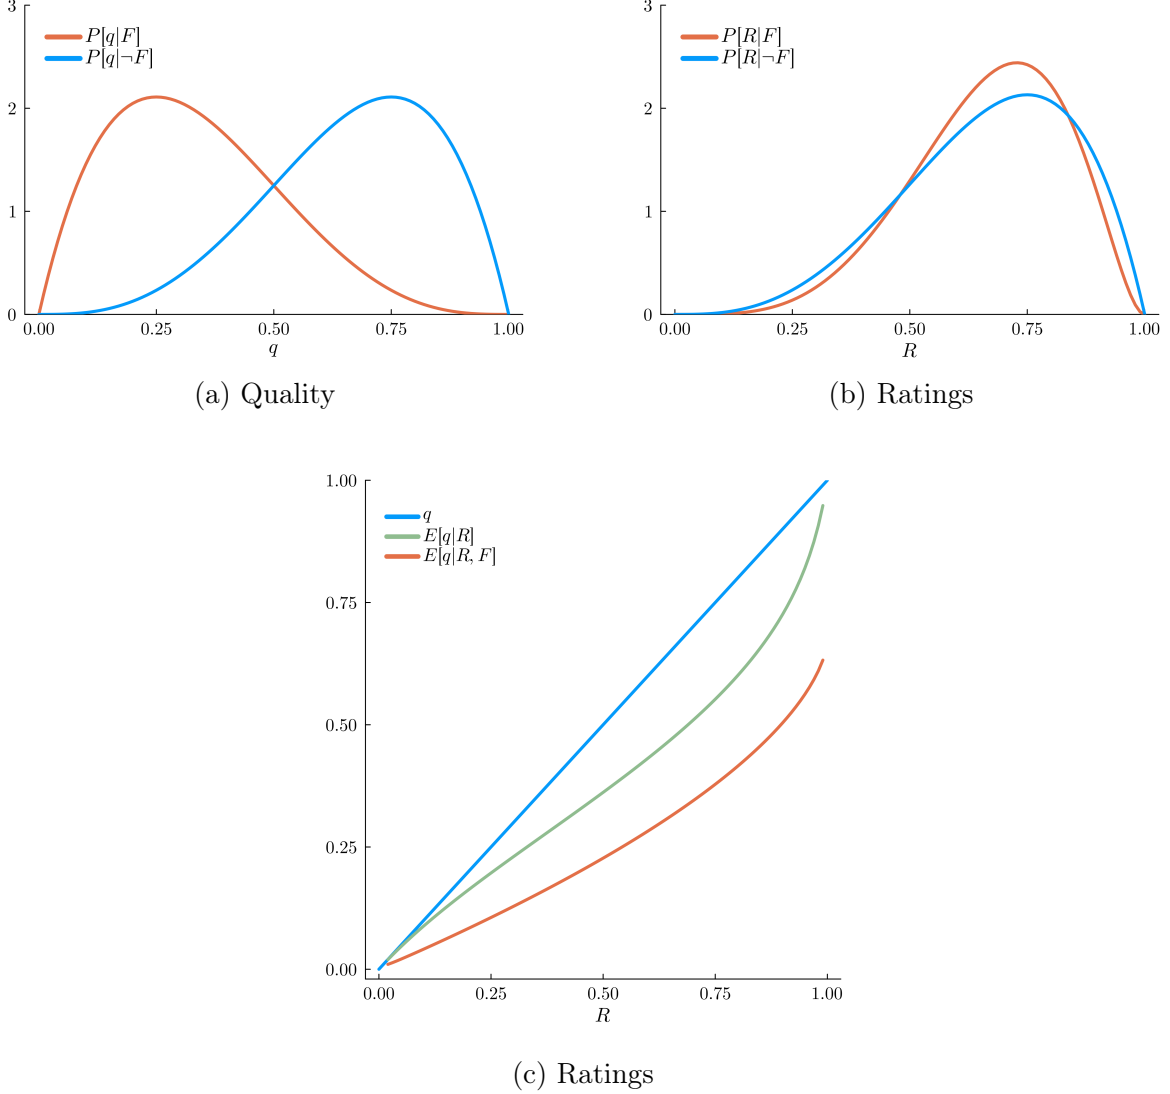 3
2
1
0
P[q|F]
P[q|¬F]
0.00 0.25 0.50 0.75 1.00
q
(a) Quality
3
2
1
0
P[R|F]
P[R|¬F]
0.00 0.25 0.50 0.75 1.00
R
(b) Ratings
1.00
0.75
0.50
0.25
0.00
q
E[q|R]
E[q|R, F]
0.00 0.25 0.50 0.75 1.00
R
(c) Ratings